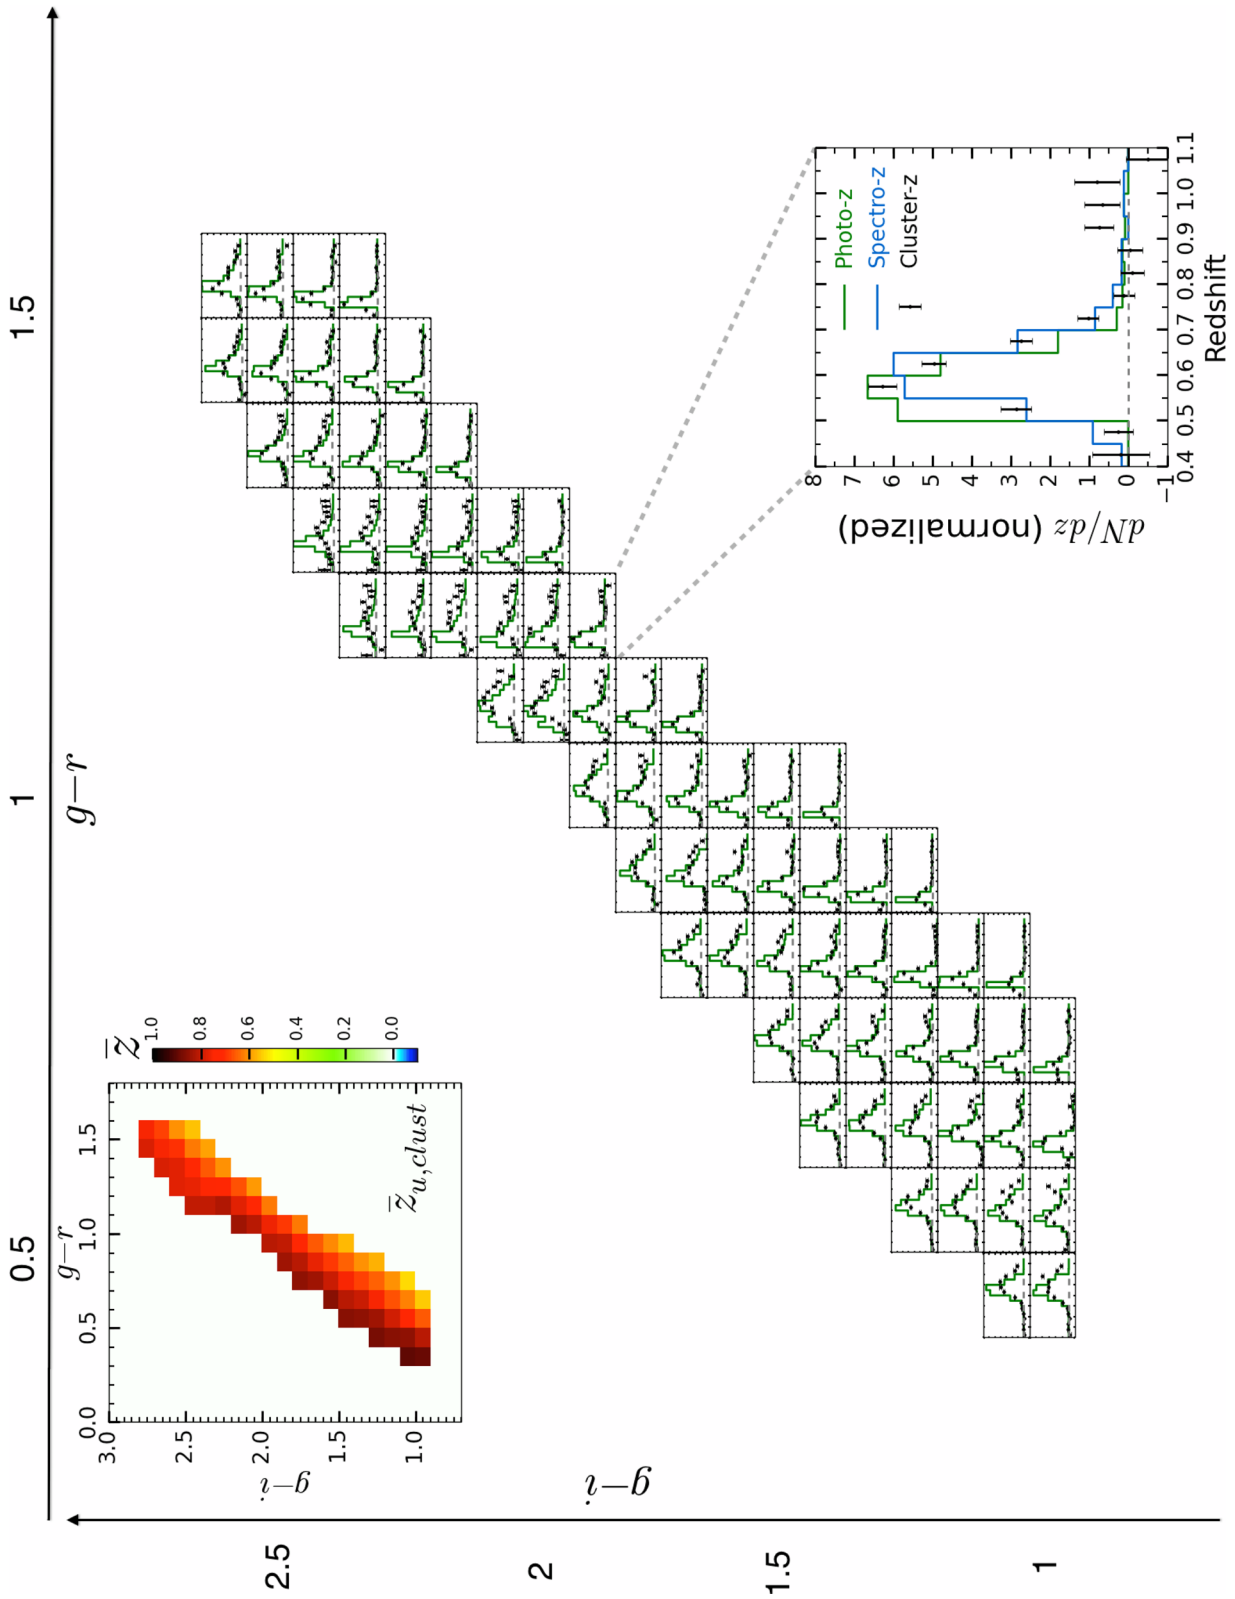 0.5 1 1.5
g−r
g−i
2.5
2
1.5
1
g−r
0.0 0.5 1.0 1.5
3.0
2.5
2.0
1.5
1.0
g−i
z̄_{u,clust}
z̄
1.0
0.8
0.6
0.4
0.2
0.0
8
7
6
5
4
3
2
1
0
−1
dN/dz (normalized)
Photo-z
Spectro-z
Cluster-z
0.4 0.5 0.6 0.7 0.8 0.9 1.0 1.1
Redshift